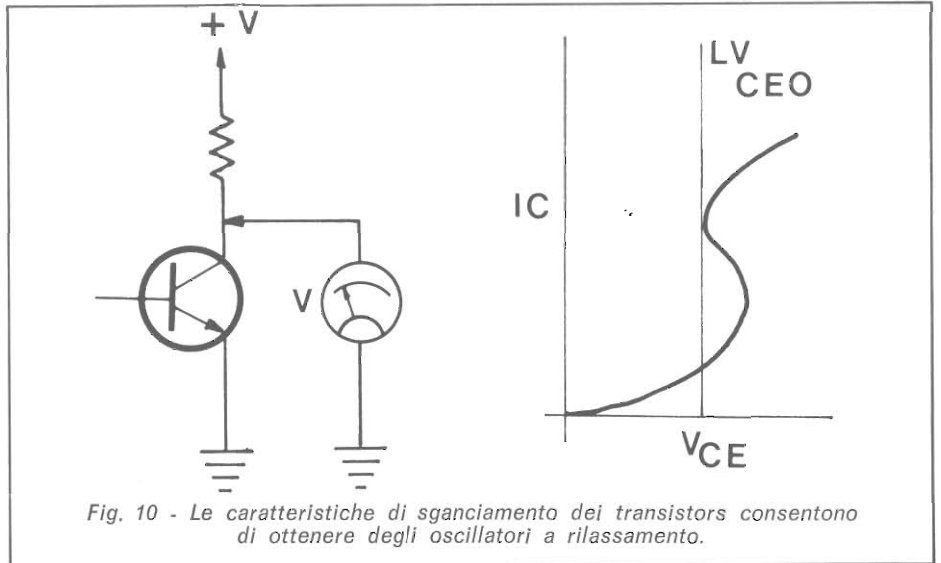 + V
V
IC
LV
CEO
VCE
Fig. 10 - Le caratteristiche di sganciamento dei transistors consentono
di ottenere degli oscillatori a rilassamento.